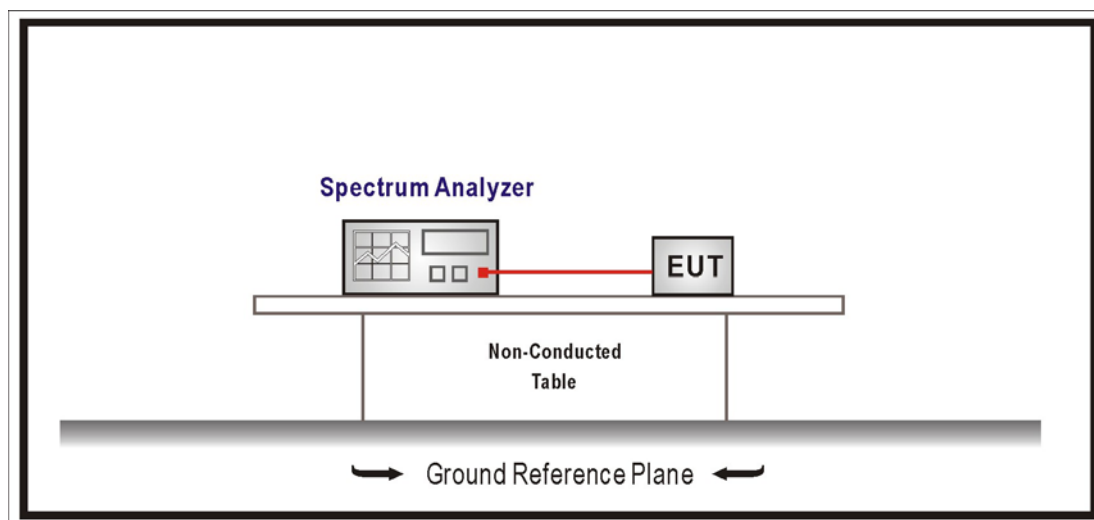 Spectrum Analyzer
EUT
Non-Conducted
Table
Ground Reference Plane